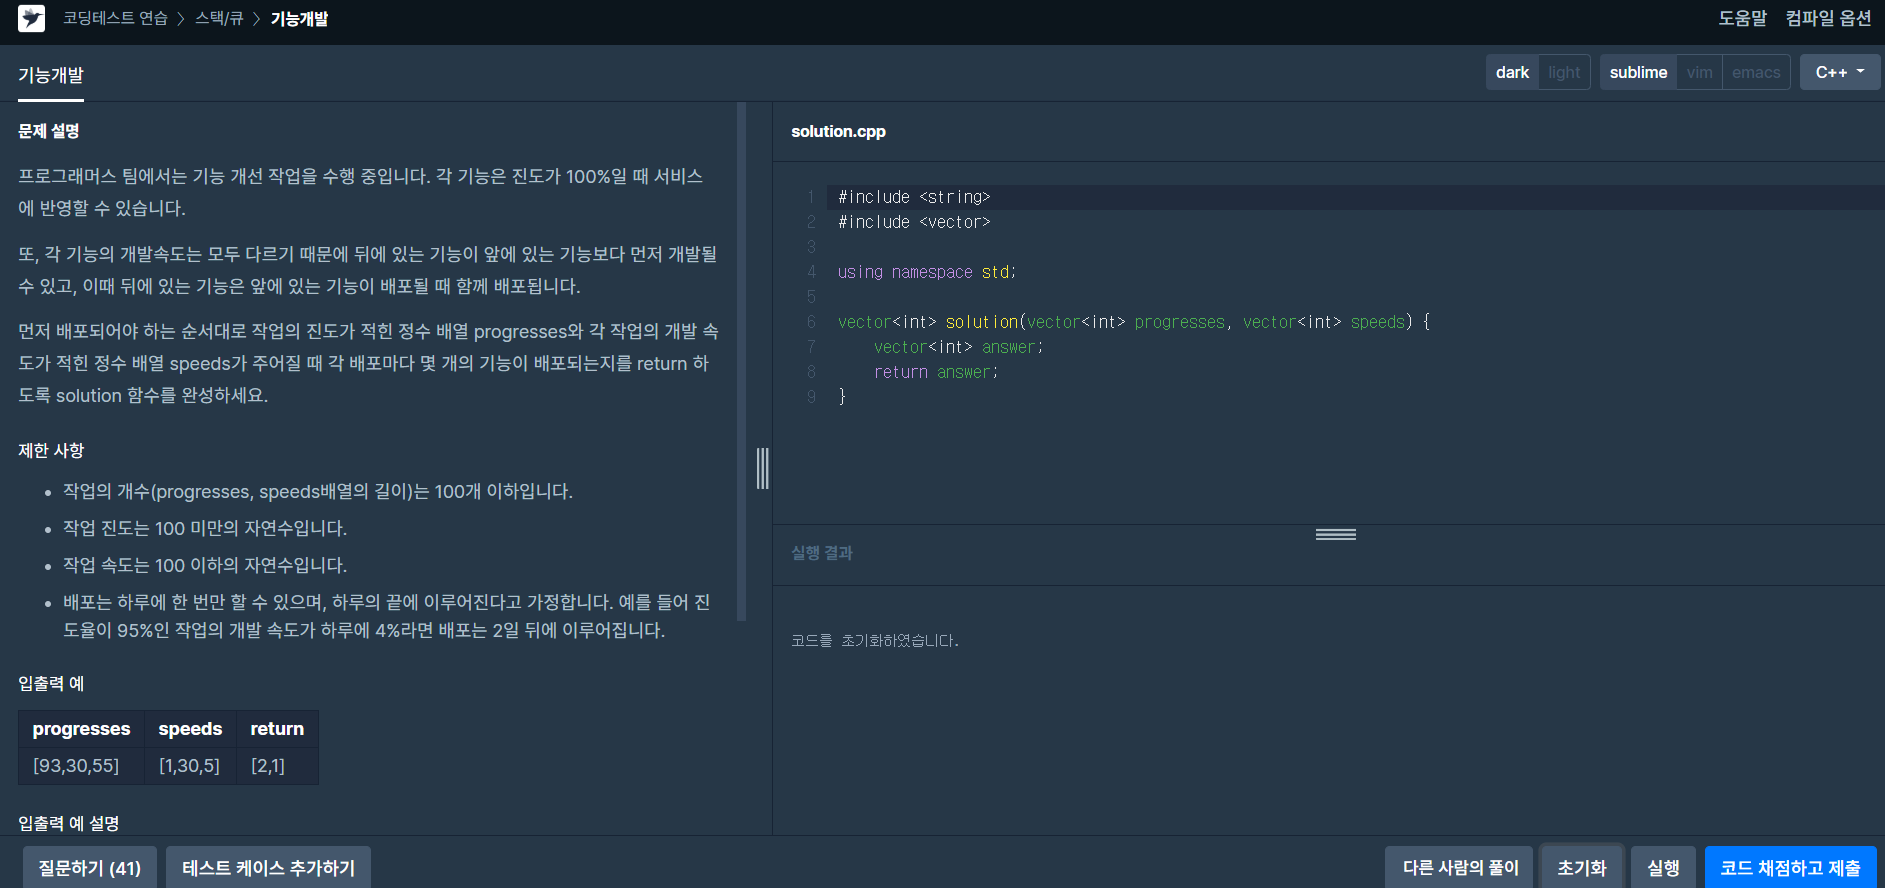 코딩테스트 연습 > 스택/큐 > 기능개발
도움말 컴파일 옵션
기능개발
dark light sublime vim emacs C++
문제 설명
프로그래머스 팀에서는 기능 개선 작업을 수행 중입니다. 각 기능은 진도가 100%일 때 서비스
에 반영할 수 있습니다.
또, 각 기능의 개발속도는 모두 다르기 때문에 뒤에 있는 기능이 앞에 있는 기능보다 먼저 개발될
수 있고, 이때 뒤에 있는 기능은 앞에 있는 기능이 배포될 때 함께 배포됩니다.
먼저 배포되어야 하는 순서대로 작업의 진도가 적힌 정수 배열 progresses와 각 작업의 개발 속
도가 적힌 정수 배열 speeds가 주어질 때 각 배포마다 몇 개의 기능이 배포되는지를 return 하
도록 solution 함수를 완성하세요.
제한 사항
• 작업의 개수(progresses, speeds배열의 길이)는 100개 이하입니다.
• 작업 진도는 100 미만의 자연수입니다.
• 작업 속도는 100 이하의 자연수입니다.
• 배포는 하루에 한 번만 할 수 있으며, 하루의 끝에 이루어진다고 가정합니다. 예를 들어 진
도율이 95%인 작업의 개발 속도가 하루에 4%라면 배포는 2일 뒤에 이루어집니다.
입출력 예
progresses speeds return
[93,30,55] [1,30,5] [2,1]
입출력 예 설명
solution.cpp
1 #include <string>
2 #include <vector>
3
4 using namespace std;
5
6 vector<int> solution(vector<int> progresses, vector<int> speeds) {
7     vector<int> answer;
8     return answer;
9 }
실행 결과
코드를 초기화하였습니다.
질문하기 (41) 테스트 케이스 추가하기
다른 사람의 풀이 초기화 실행 코드 채점하고 제출